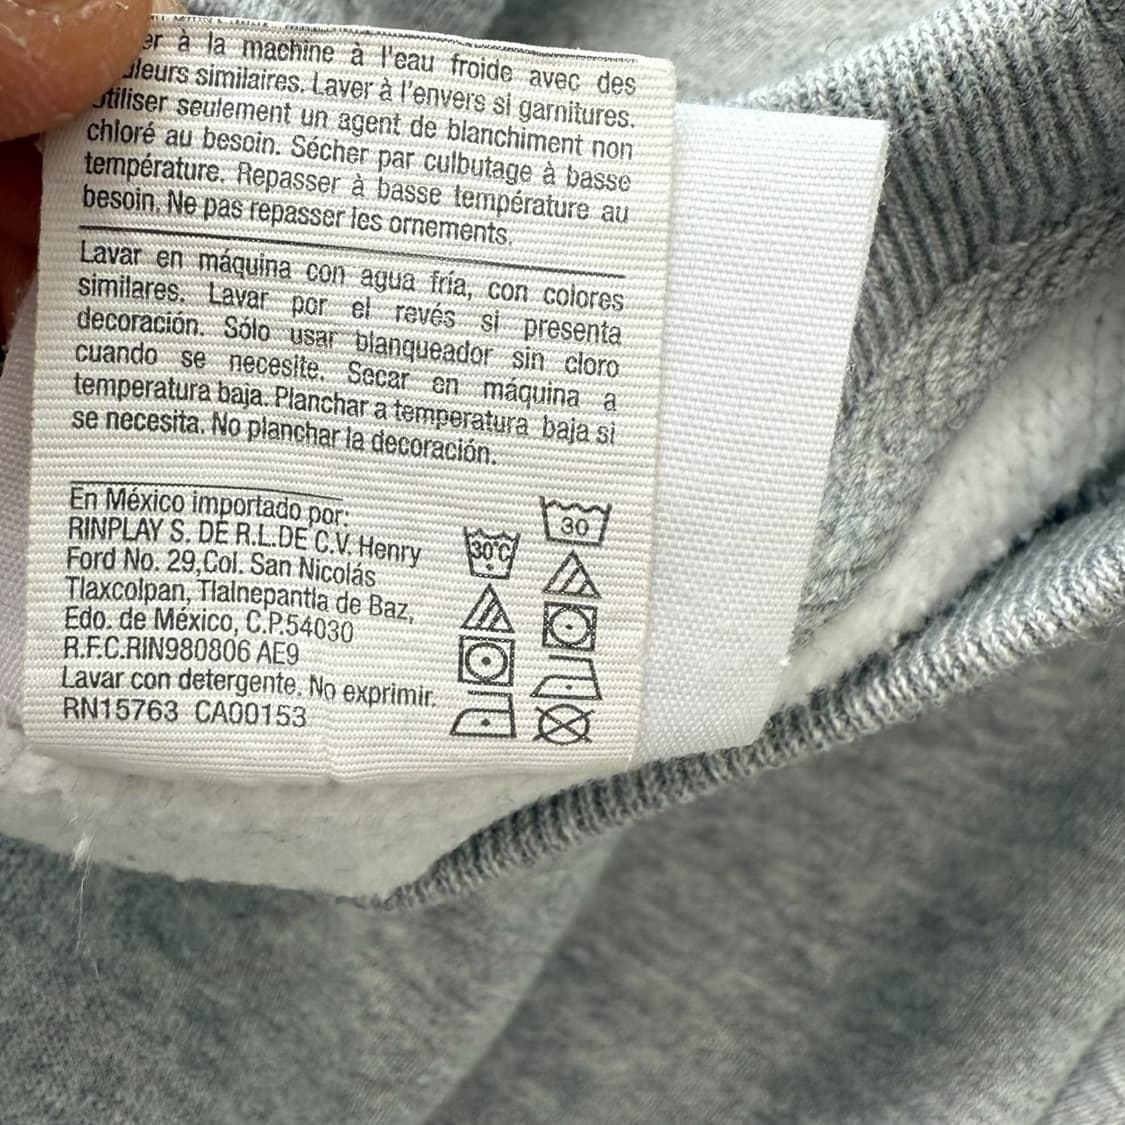 à la machine à l'eau froide avec des
similaires. Laver à l'envers si garnitures.
Utiliser seulement un agent de blanchiment non
chloré au besoin. Sécher par culbutage à basse
température. Repasser à basse température au
besoin. Ne pas repasser les ornements.
Lavar en máquina con agua fría, con colores
similares. Lavar por el revés si presenta
decoración. Sólo usar blanqueador sin cloro
cuando se necesite. Secar en máquina a
temperatura baja. Planchar a temperatura baja si
se necesita. No planchar la decoración.
En México importado por:
RINPLAY S. DE R.L.DE C.V. Henry
Ford No. 29,Col. San Nicolás
Tlaxcolpan, Tlalnepantla de Baz,
Edo. de México, C.P.54030
R.F.C.RIN980806 AE9
Lavar con detergente. No exprimir.
RN15763 CA00153
30°C
30